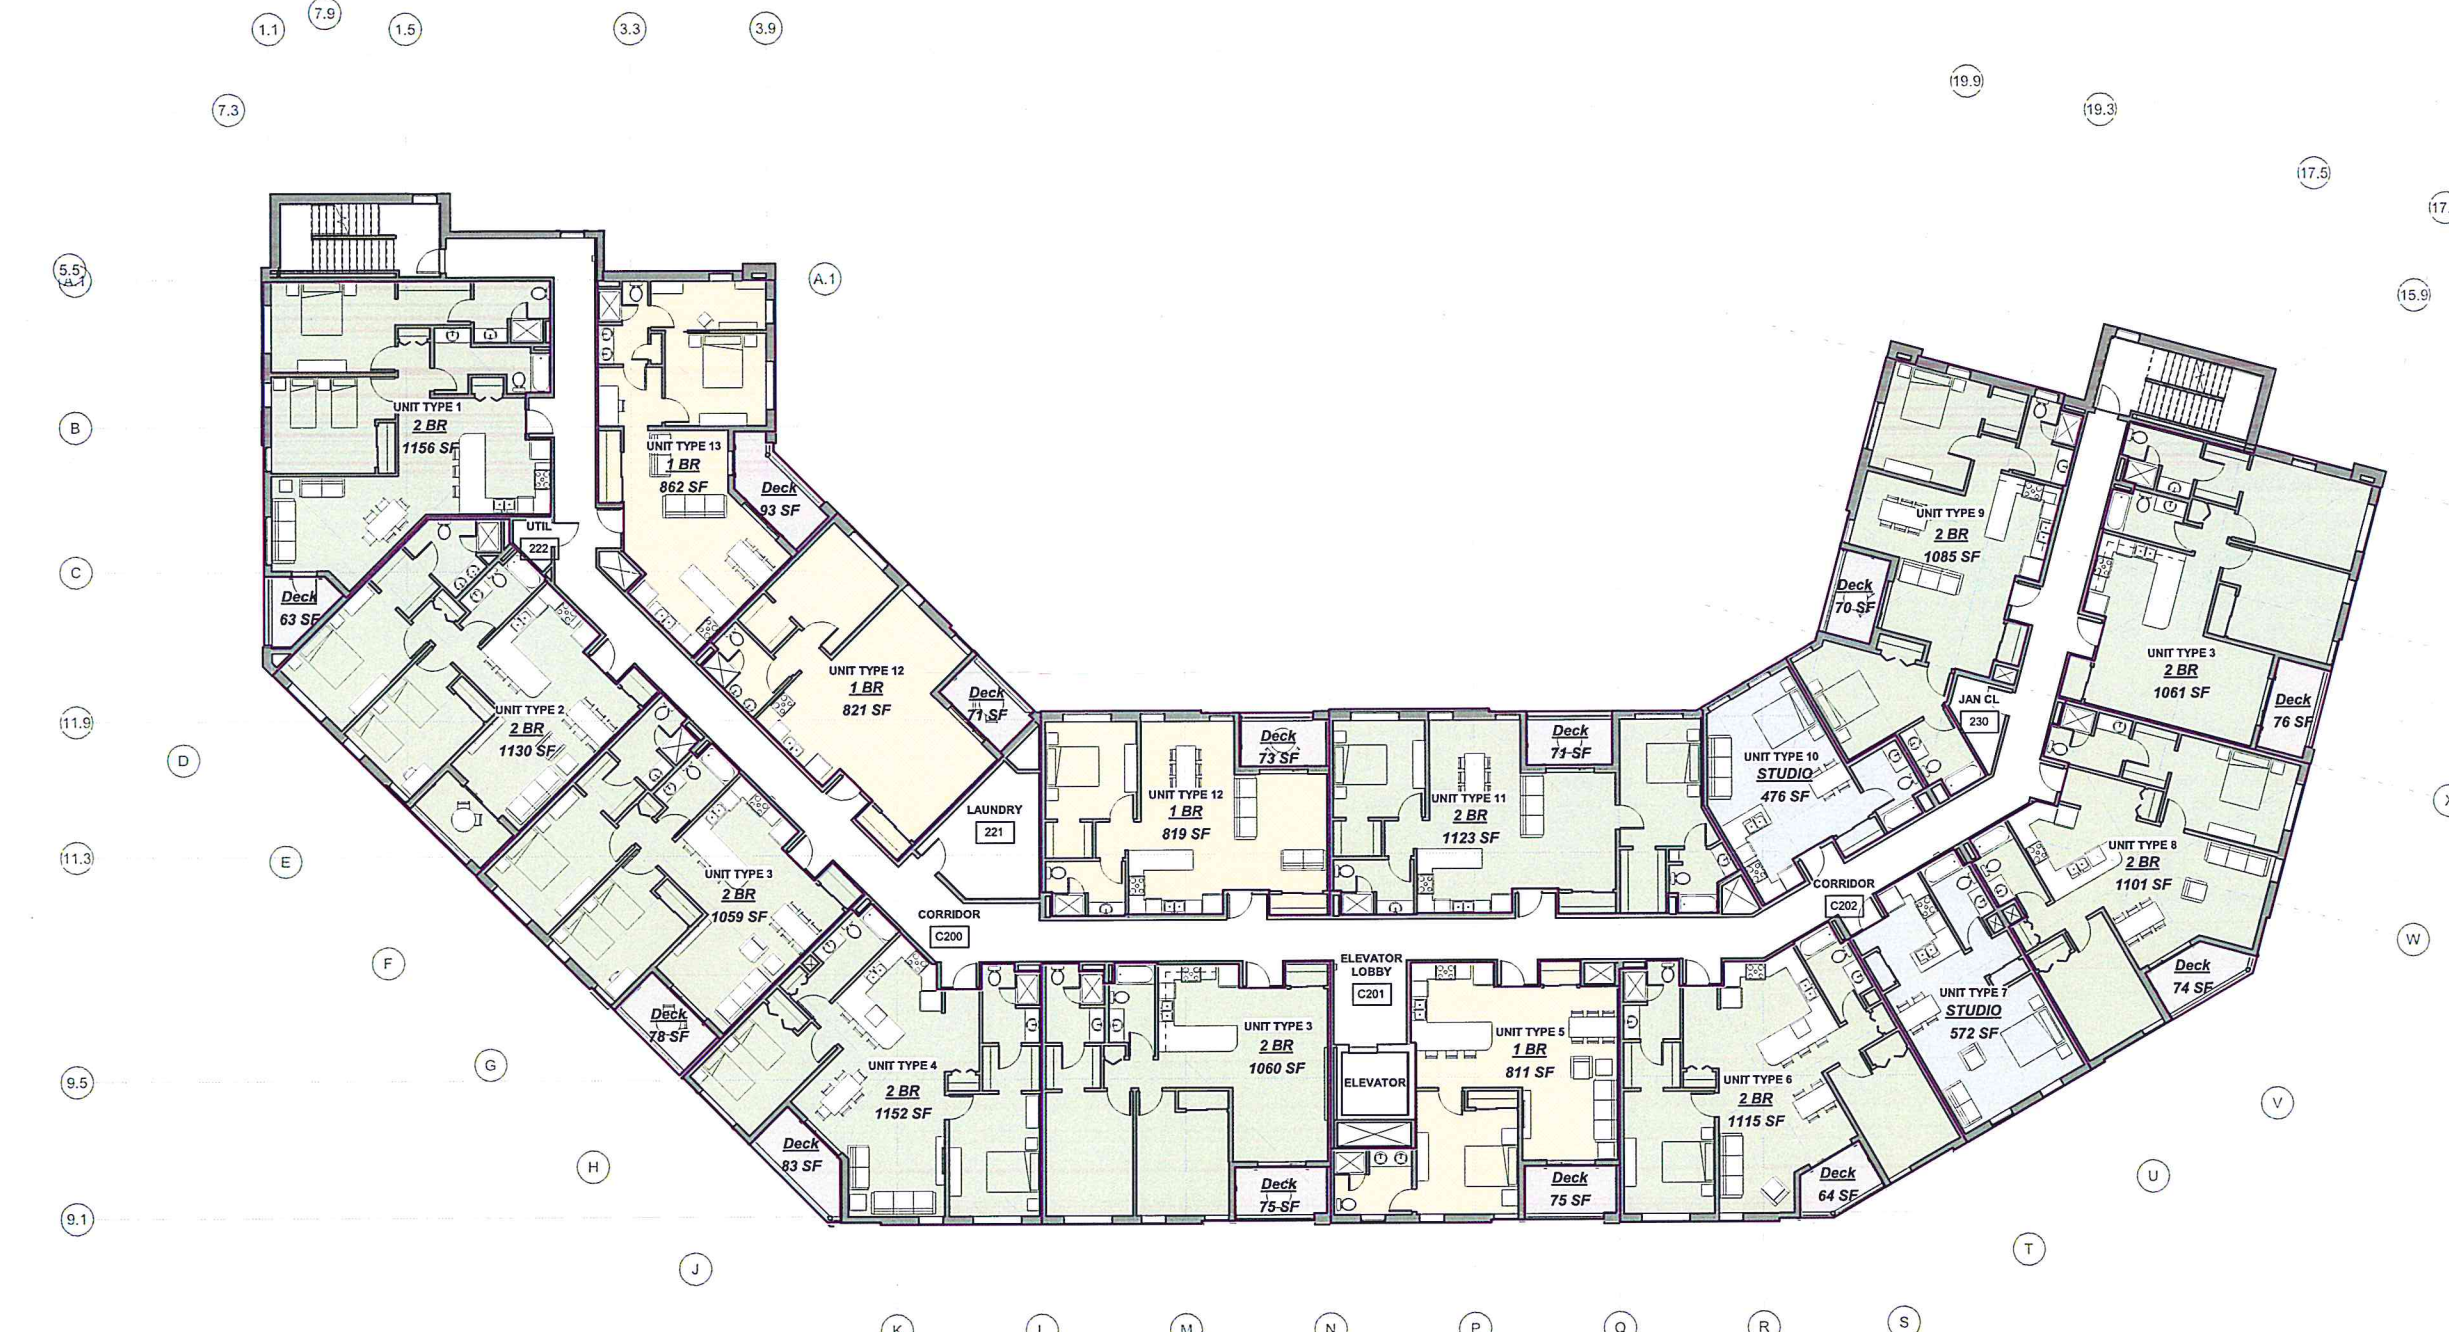 7.9
1.1
1.5
3.3
3.9
19.9
7.3
19.3
17.5
5.5
A.1
A.1
15.9
B
UNIT TYPE 1
2 BR
1156 SF
UNIT TYPE 13
1 BR
862 SF
Deck
93 SF
UTIL
222
UNIT TYPE 9
2 BR
1085 SF
C
Deck
63 SF
Deck
70 SF
UNIT TYPE 12
1 BR
821 SF
UNIT TYPE 3
2 BR
1061 SF
Deck
71 SF
JAN CL
230
Deck
76 SF
11.9
UNIT TYPE 2
2 BR
1130 SF
D
Deck
73 SF
Deck
71 SF
UNIT TYPE 10
STUDIO
476 SF
LAUNDRY
221
UNIT TYPE 12
1 BR
819 SF
UNIT TYPE 11
2 BR
1123 SF
11.3
E
UNIT TYPE 3
2 BR
1059 SF
UNIT TYPE 8
2 BR
1101 SF
CORRIDOR
C202
CORRIDOR
C200
W
F
ELEVATOR
LOBBY
C201
Deck
74 SF
UNIT TYPE 7
STUDIO
572 SF
Deck
78 SF
UNIT TYPE 3
2 BR
1060 SF
UNIT TYPE 5
1 BR
811 SF
G
UNIT TYPE 4
2 BR
1152 SF
9.5
ELEVATOR
UNIT TYPE 6
2 BR
1115 SF
V
Deck
83 SF
H
Deck
75 SF
Deck
75 SF
Deck
64 SF
U
9.1
J
T
K
L
M
N
P
Q
R
S